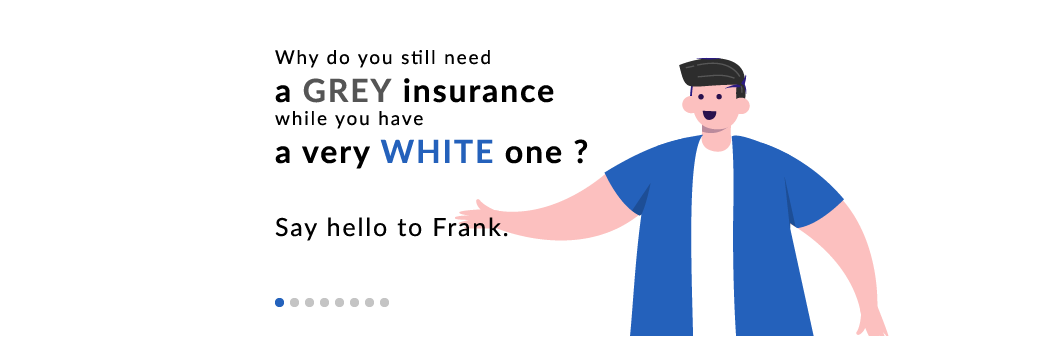 Why do you still need
a GREY insurance
while you have
a very WHITE one ?
Say hello to Frank.